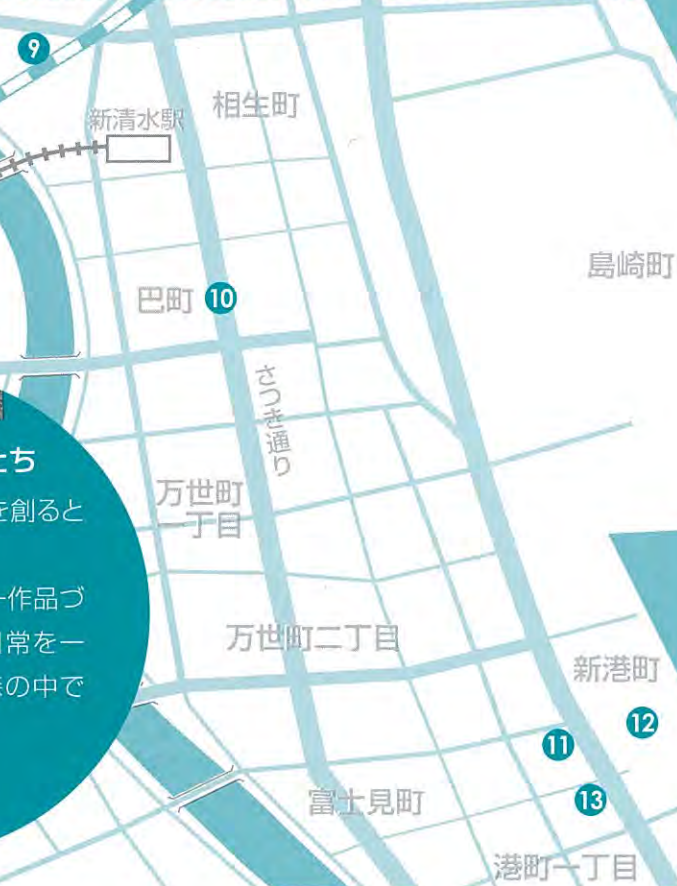 9
新清水駅
相生町
島崎町
巴町
10
さつき通り
たち
を創ると
万世町
一丁目
作品づ
日常を一
の中で
万世町二丁目
新港町
12
11
13
富士見町
港町一丁目